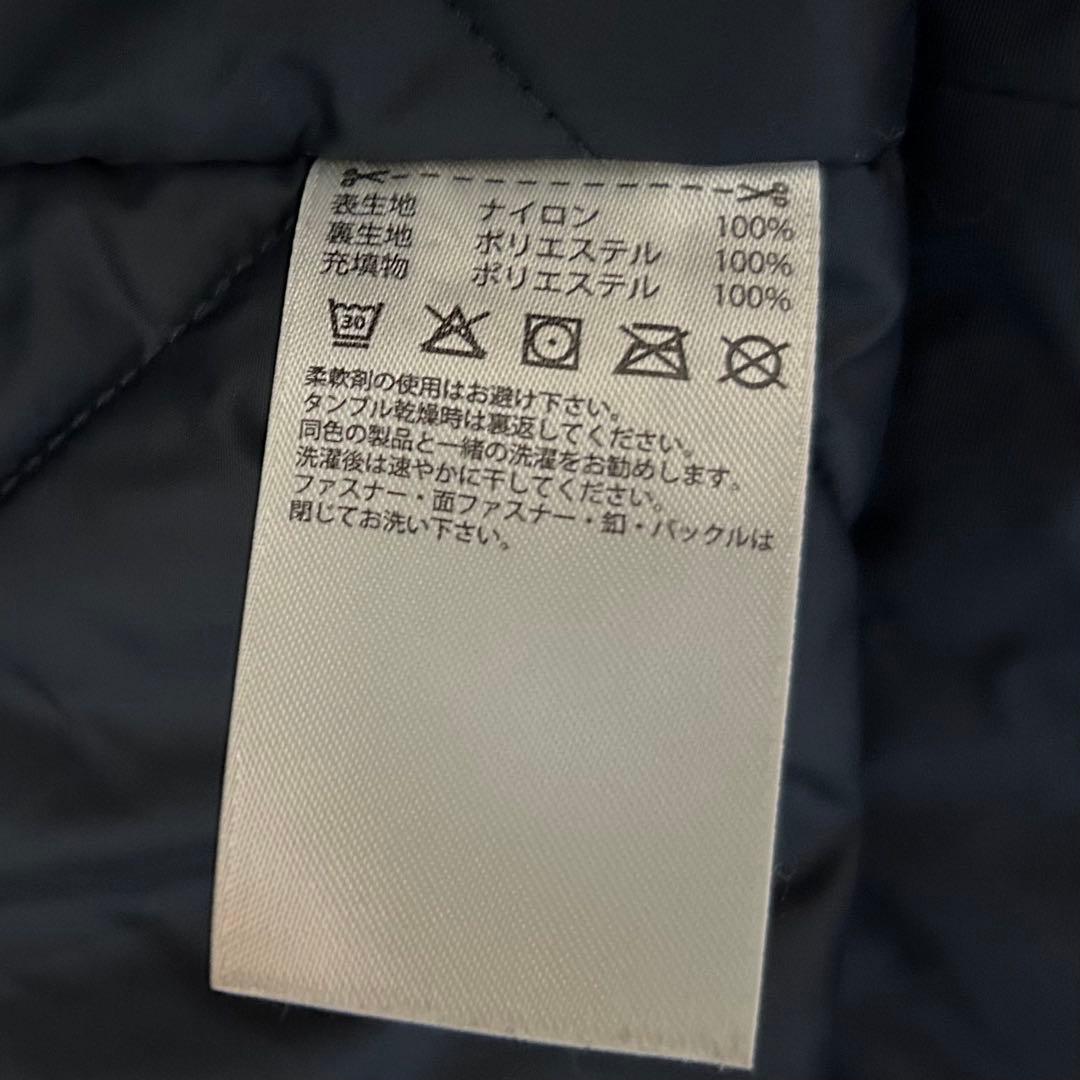 表生地 ナイロン 100%
裏生地 ポリエステル 100%
充填物 ポリエステル 100%
30
柔軟剤の使用はお避け下さい。
タンブル乾燥時は裏返してください。
同色の製品と一緒の洗濯をお勧めします。
洗濯後は速やかに干してください。
ファスナー・面ファスナー・釦・バックルは
閉じてお洗い下さい。